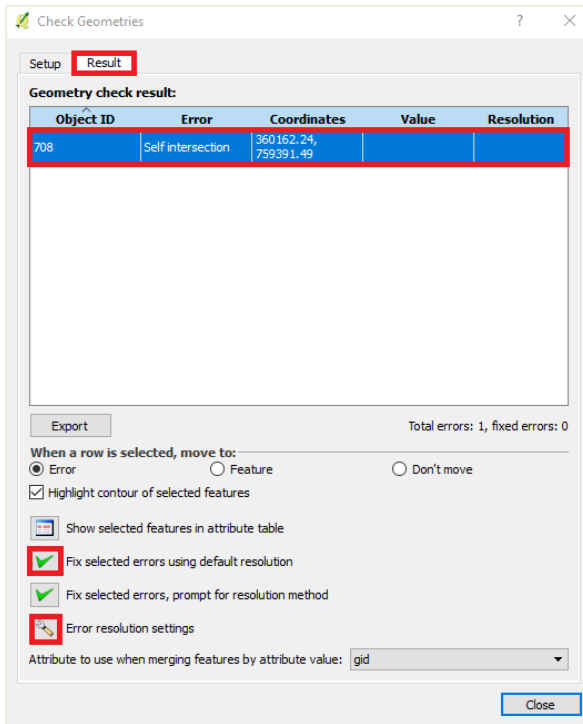 Check Geometries ?
Setup Result
Geometry check result:
Object ID Error Coordinates Value Resolution
708 Self intersection 360162.24,
759391.49
Export Total errors: 1, fixed errors: 0
When a row is selected, move to:
Error Feature Don't move
Highlight contour of selected features
Show selected features in attribute table
Fix selected errors using default resolution
Fix selected errors, prompt for resolution method
Error resolution settings
Attribute to use when merging features by attribute value: gid
Close